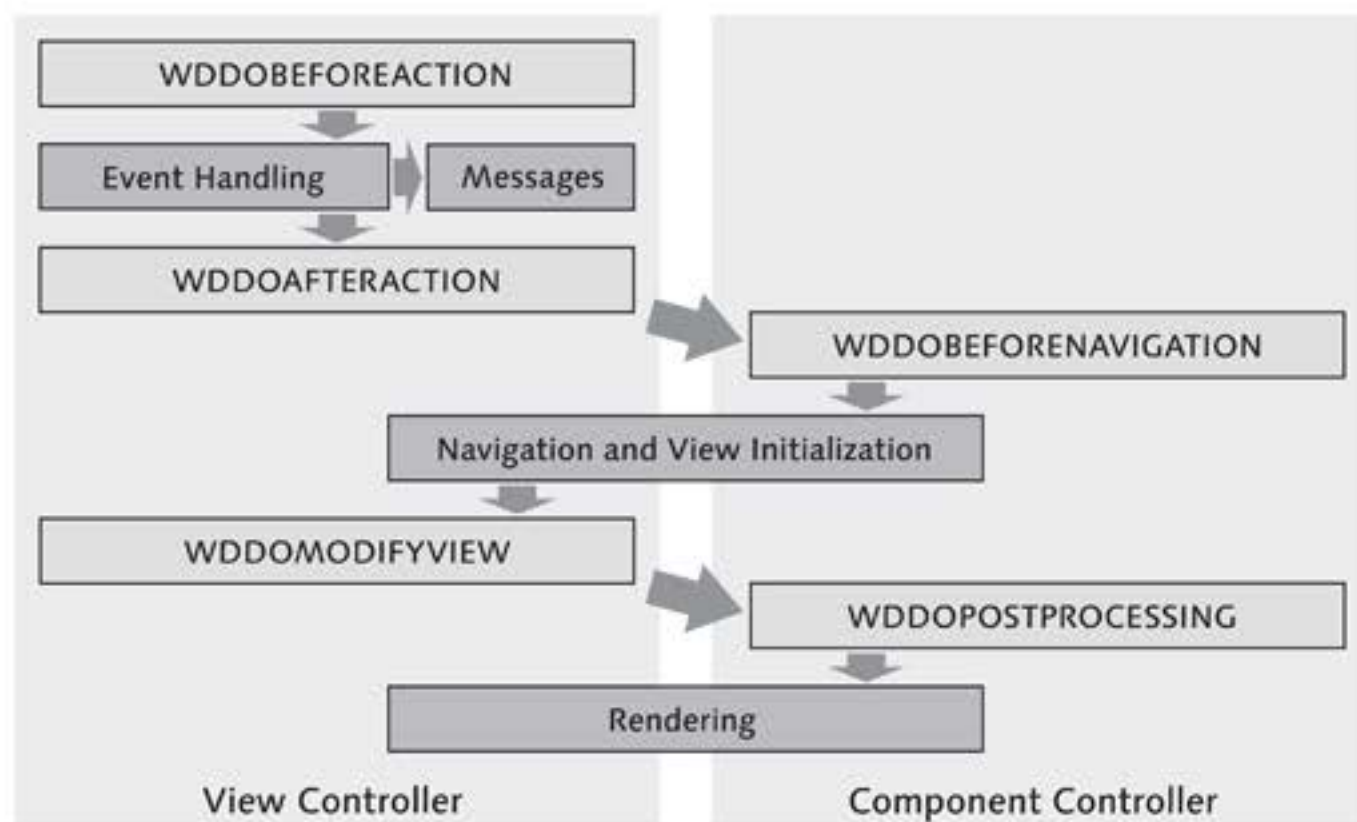 WDDOBEFOREACTION
Event Handling
Messages
WDDOAFTERACTION
WDDOBEFORENAVIGATION
Navigation and View Initialization
WDDOMODIFYVIEW
WDDOPOSTPROCESSING
Rendering
View Controller
Component Controller